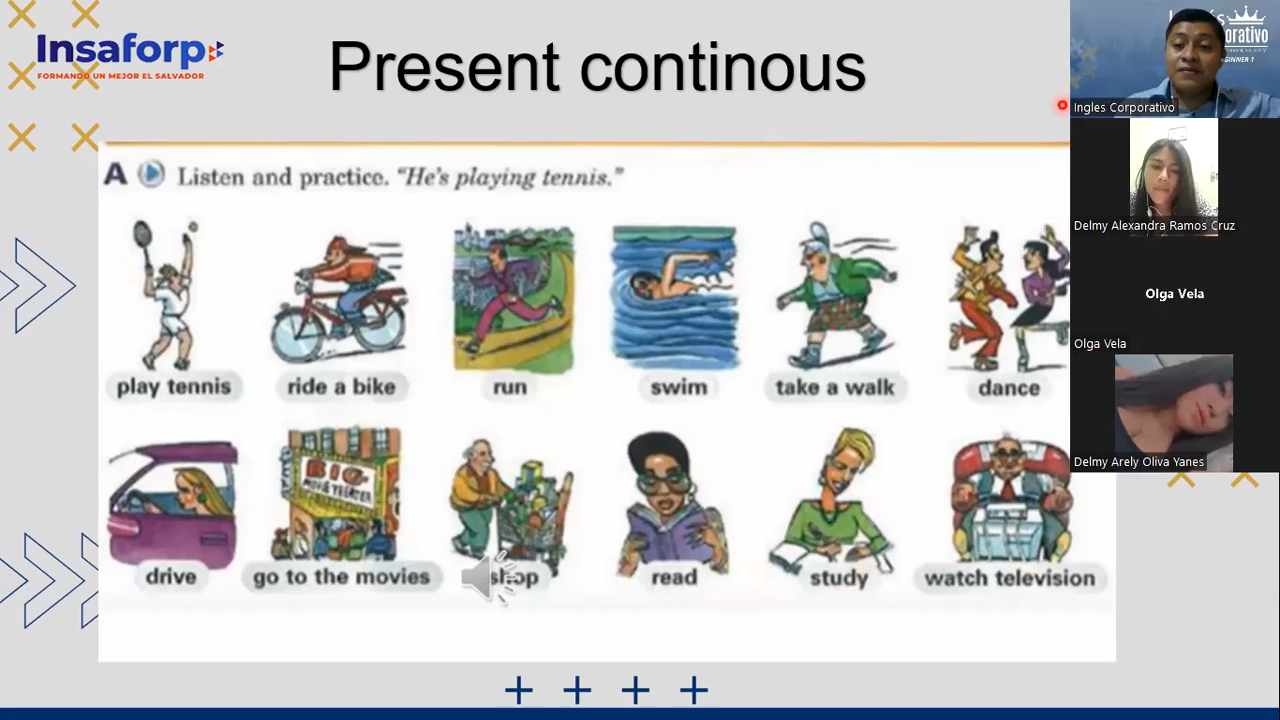 Insaforp
FORMANDO UN MEJOR EL SALVADOR
Present continous
A Listen and practice. "He's playing tennis."
play tennis
ride a bike
run
swim
take a walk
dance
BIG
drive
go to the movies
shop
read
study
watch television
Ingles Corporativo
Delmy Alexandra Ramos Cruz
Olga Vela
Olga Vela
Delmy Arely Oliva Yanes